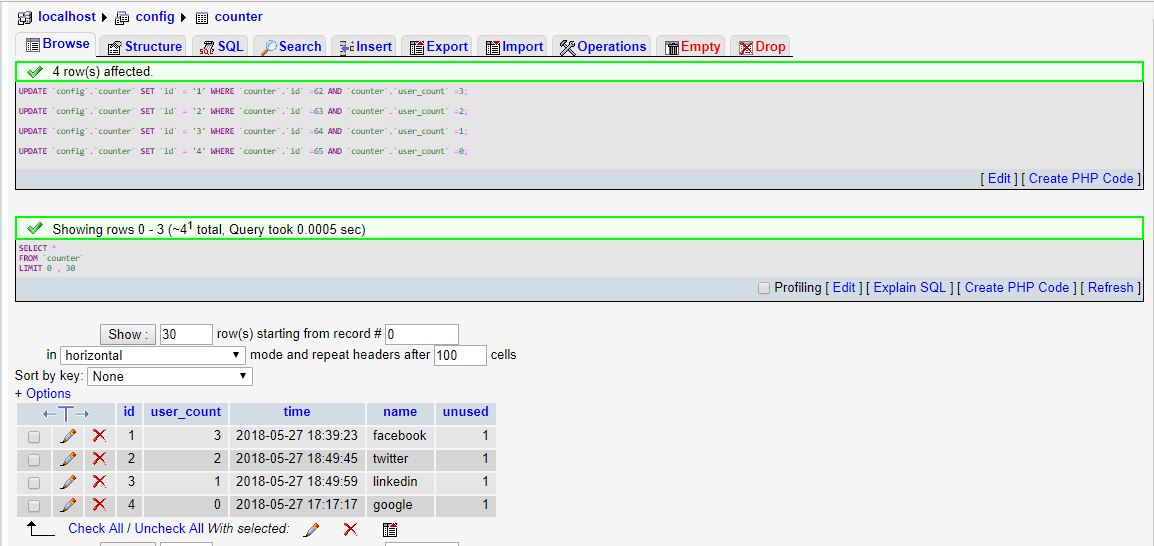 localhost config counter
Browse Structure SQL Search Insert Export Import Operations Empty Drop
4 row(s) affected.
UPDATE `config`.`counter` SET `id` = '1' WHERE `counter`.`id` =62 AND `counter`.`user_count` =3;
UPDATE `config`.`counter` SET `id` = '2' WHERE `counter`.`id` =63 AND `counter`.`user_count` =2;
UPDATE `config`.`counter` SET `id` = '3' WHERE `counter`.`id` =64 AND `counter`.`user_count` =1;
UPDATE `config`.`counter` SET `id` = '4' WHERE `counter`.`id` =65 AND `counter`.`user_count` =0;
[ Edit ] [ Create PHP Code ]
Showing rows 0 - 3 (~4¹ total, Query took 0.0005 sec)
SELECT *
FROM `counter`
LIMIT 0 , 30
Profiling [ Edit ] [ Explain SQL ] [ Create PHP Code ] [ Refresh ]
Show : 30 row(s) starting from record # 0
in horizontal mode and repeat headers after 100 cells
Sort by key: None
+ Options
←T→ id user_count time name unused
1 3 2018-05-27 18:39:23 facebook 1
2 2 2018-05-27 18:49:45 twitter 1
3 1 2018-05-27 18:49:59 linkedin 1
4 0 2018-05-27 17:17:17 google 1
Check All / Uncheck All With selected: